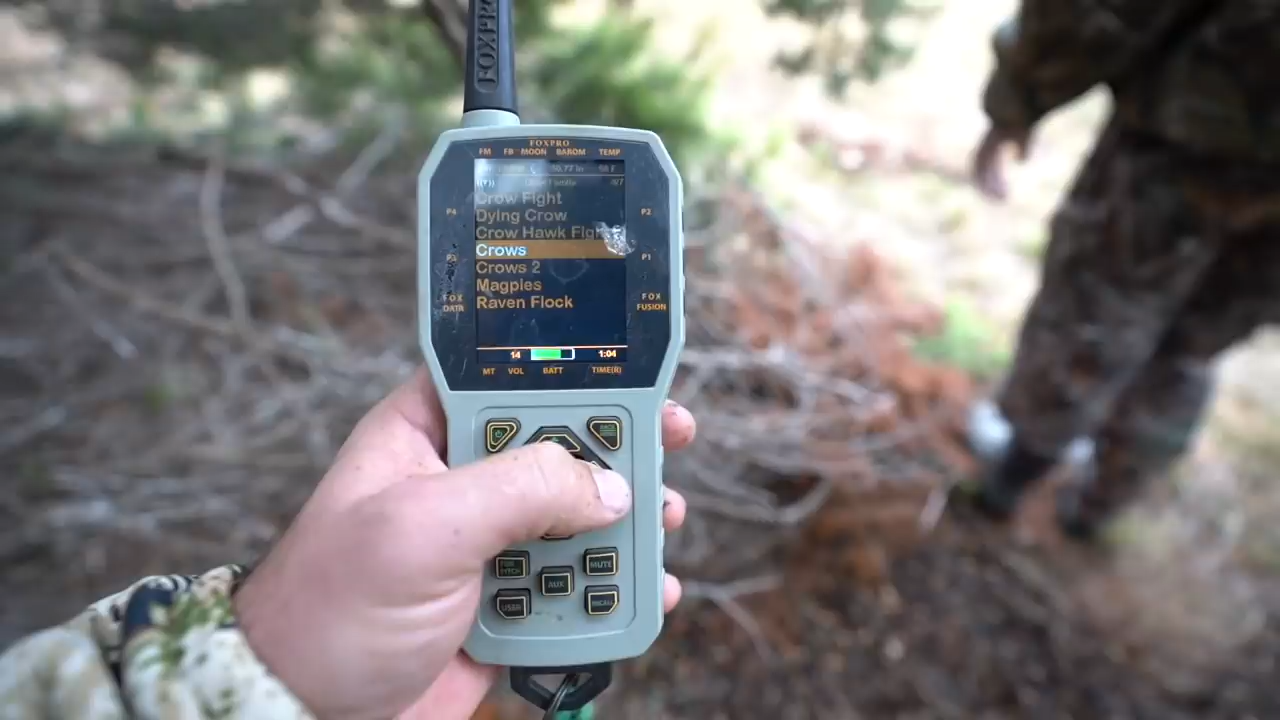 FOXPRO
FOXPRO
FM FB MOON BAROM TEMP
Crow Fight
P4
Dying Crow
P2
Crow Hawk Fight
Crows
P3
P1
Crows 2
Magpies
FOX DATA
Raven Flock
FOX FUSION
14 1:04
MT VOL BATT TIME(R)
BACK
FOX PITCH
MUTE
AUX
USER
RECALL